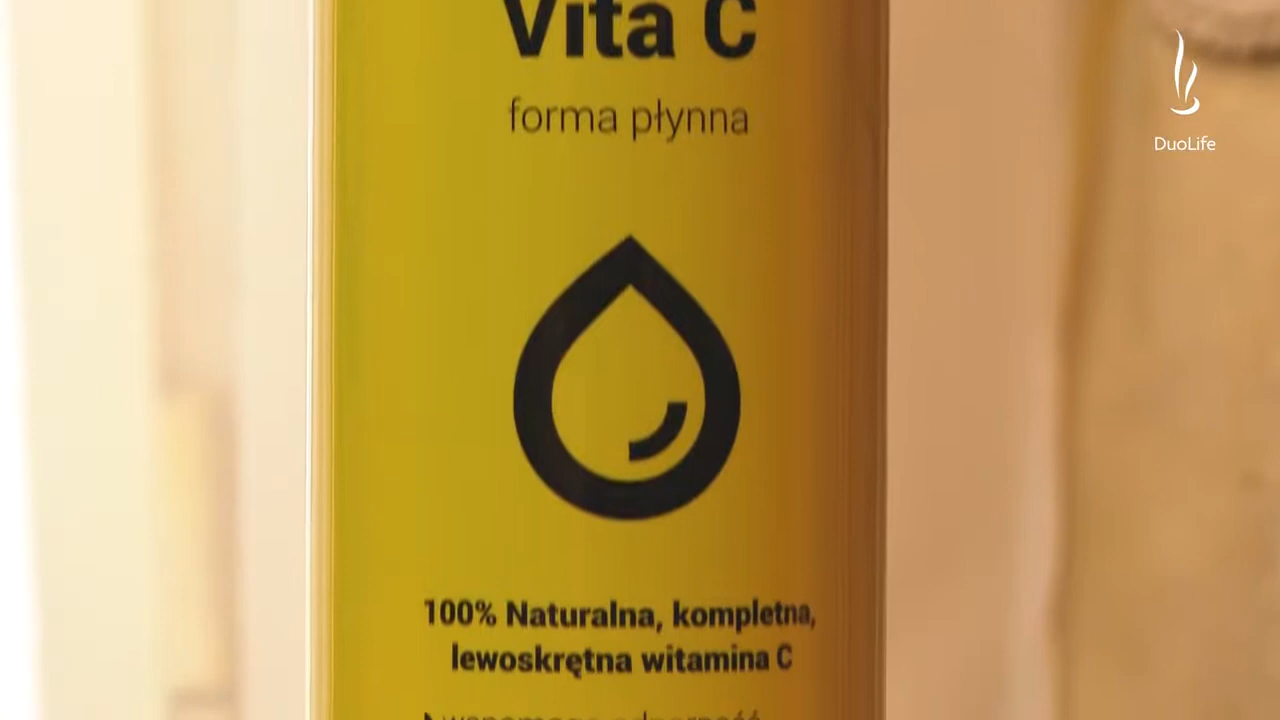 Vita C
forma płynna
DuoLife
100% Naturalna, kompletna,
lewoskrętna witamina C